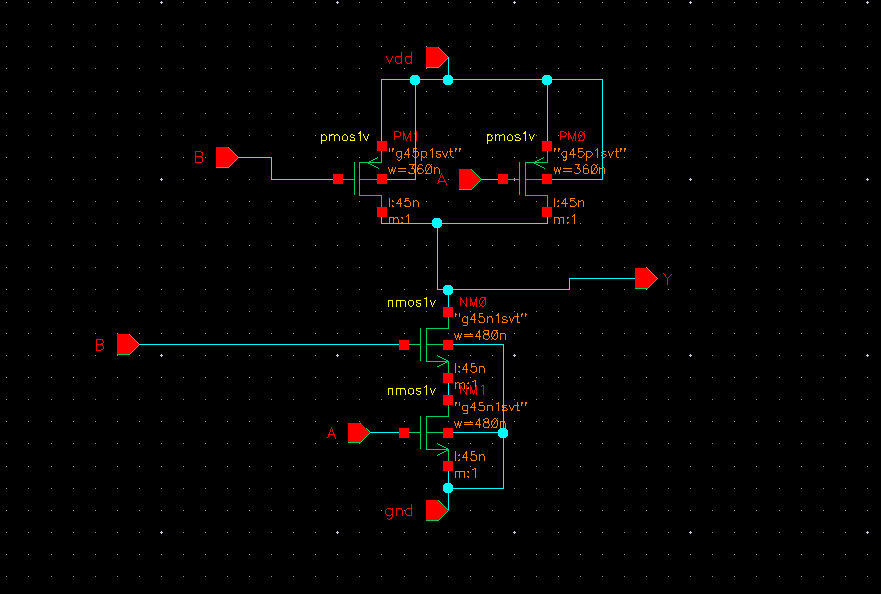 vdd
pmos1v PM1
"g45p1svt"
w=360n
l:45n
m:1
B
pmos1v PM0
"g45p1svt"
w=360n
l:45n
m:1
A
Y
nmos1v NM0
"g45n1svt"
w=480n
l:45n
m:1
B
nmos1v NM1
"g45n1svt"
w=480n
l:45n
m:1
A
gnd